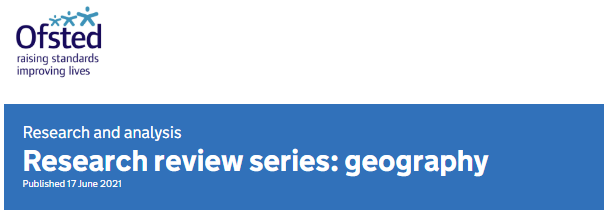 Ofsted
raising standards
improving lives
Research and analysis
Research review series: geography
Published 17 June 2021